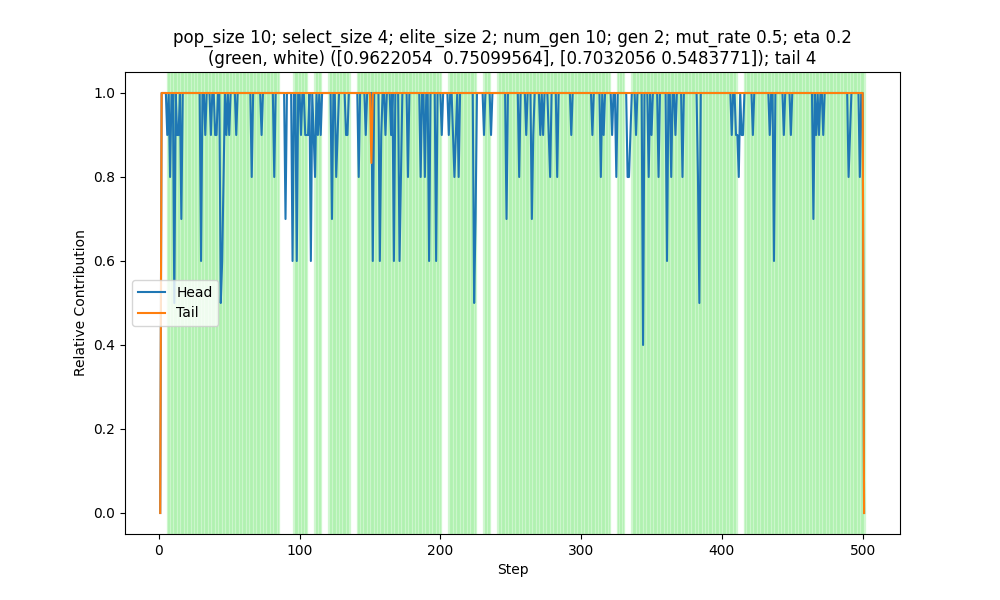 pop_size 10; select_size 4; elite_size 2; num_gen 10; gen 2; mut_rate 0.5; eta 0.2
(green, white) ([0.9622054  0.75099564], [0.7032056 0.5483771]); tail 4
1.0
0.8
0.6
0.4
0.2
0.0
Relative Contribution
Head
Tail
0
100
200
300
400
500
Step